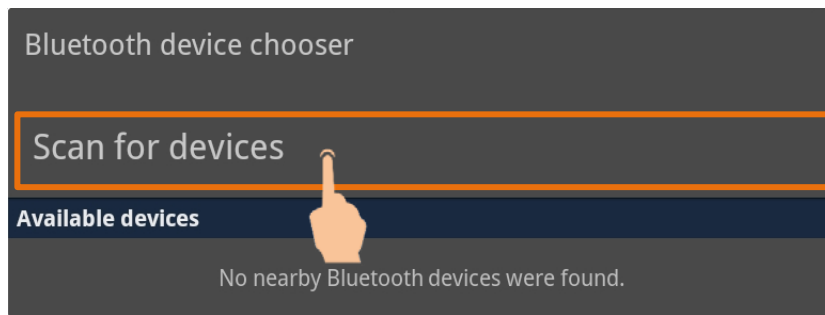 Bluetooth device chooser
Scan for devices
Available devices
No nearby Bluetooth devices were found.